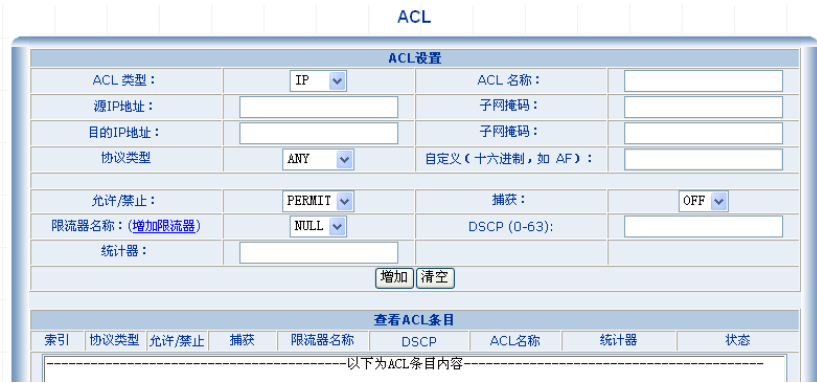 ACL
ACL设置
ACL 类型： IP ACL 名称：
源IP地址： 子网掩码：
目的IP地址： 子网掩码：
协议类型 ANY 自定义（十六进制，如 AF）：
允许/禁止： PERMIT 捕获： OFF
限流器名称：(增加限流器) NULL DSCP (0-63):
统计器：
增加 清空
查看ACL条目
索引 协议类型 允许/禁止 捕获 限流器名称 DSCP ACL名称 统计器 状态
-----------------------------------------以下为ACL条目内容-----------------------------------------